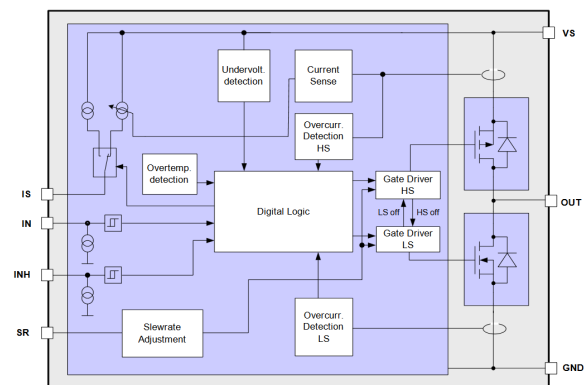 VS
Undervolt.
detection
Current
Sense
Overcurr.
Detection
HS
Overtemp.
detection
Gate Driver
HS
IS
Digital Logic
LS off
HS off
OUT
IN
Gate Driver
LS
INH
SR
Slewrate
Adjustment
Overcurr.
Detection
LS
GND